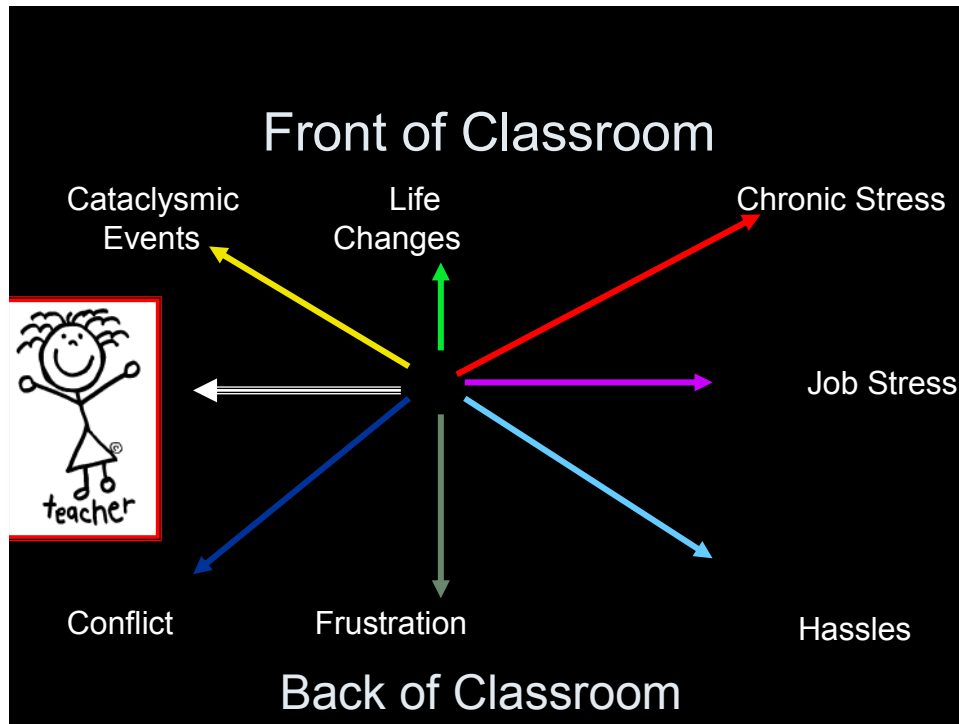 Front of Classroom
Cataclysmic
Events
Life
Changes
Chronic Stress
teacher
Job Stress
Conflict
Frustration
Hassles
Back of Classroom